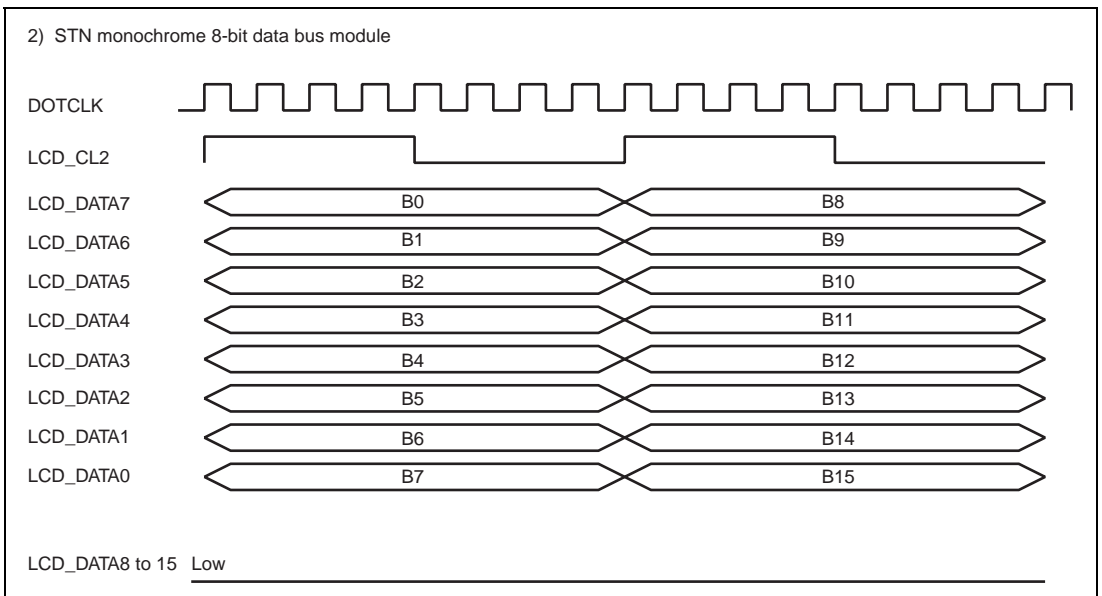 2) STN monochrome 8-bit data bus module
DOTCLK
LCD_CL2
LCD_DATA7 B0 B8
LCD_DATA6 B1 B9
LCD_DATA5 B2 B10
LCD_DATA4 B3 B11
LCD_DATA3 B4 B12
LCD_DATA2 B5 B13
LCD_DATA1 B6 B14
LCD_DATA0 B7 B15
LCD_DATA8 to 15 Low